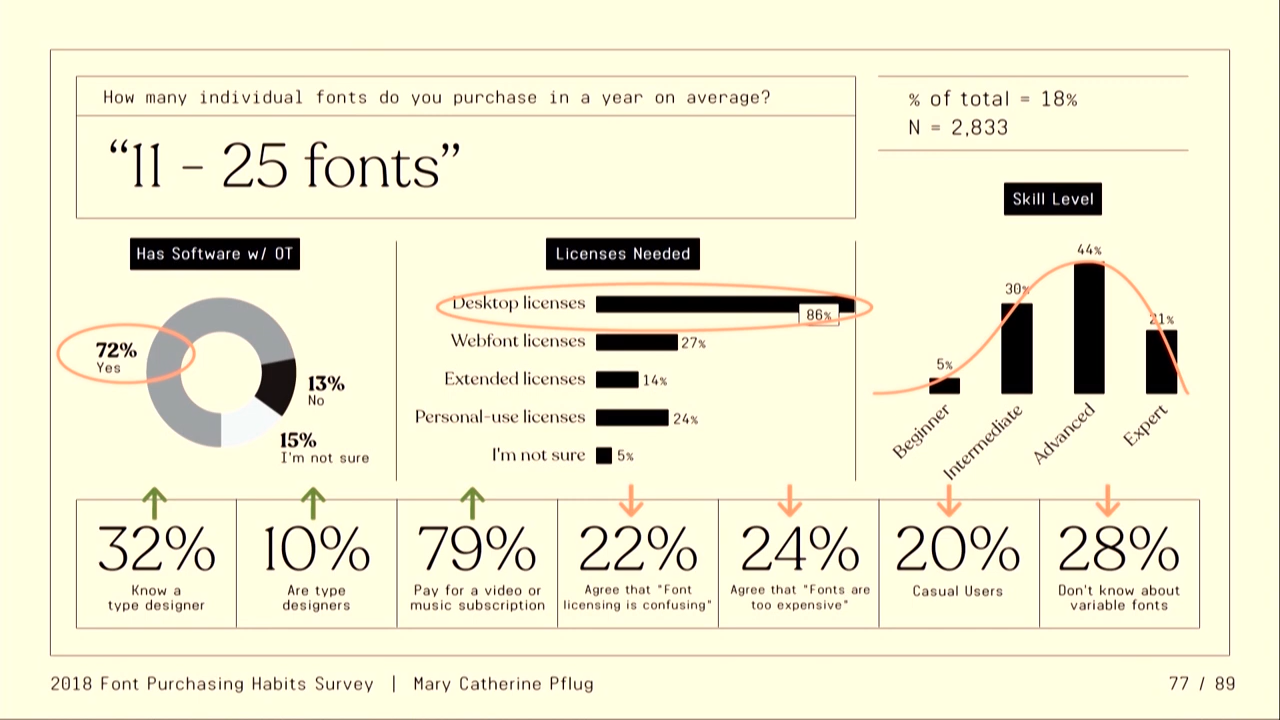 How many individual fonts do you purchase in a year on average?
“11 – 25 fonts”
% of total = 18%
N = 2,833
Has Software w/ OT
72%
Yes
13%
No
15%
I'm not sure
Licenses Needed
Desktop licenses
86%
Webfont licenses
27%
Extended licenses
14%
Personal-use licenses
24%
I'm not sure
5%
Skill Level
5%
30%
44%
21%
Beginner
Intermediate
Advanced
Expert
32%
Know a
type designer
10%
Are type
designers
79%
Pay for a video or
music subscription
22%
Agree that "Font
licensing is confusing"
24%
Agree that "Fonts are
too expensive"
20%
Casual Users
28%
Don't know about
variable fonts
2018 Font Purchasing Habits Survey | Mary Catherine Pflug
77 / 89